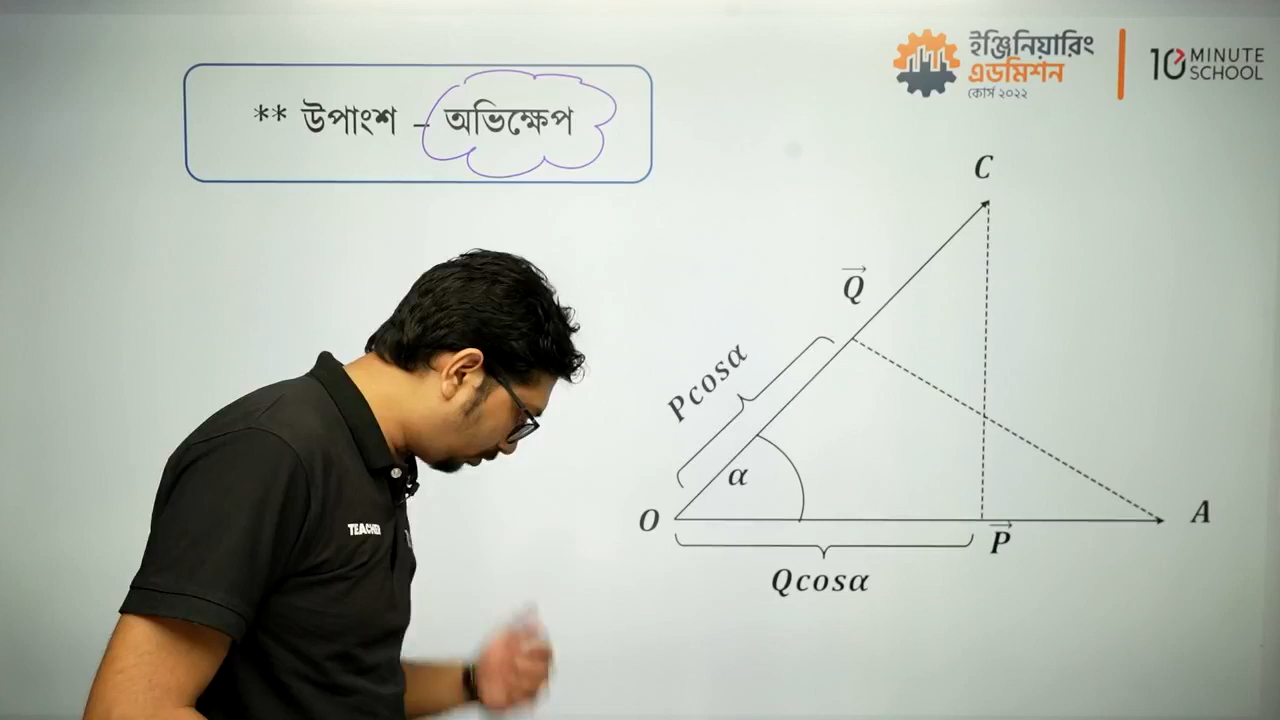 ** উপাংশ – অভিক্ষেপ
ইঞ্জিনিয়ারিং
এডমিশন
কোর্স ২০২২
10 MINUTE
SCHOOL
C
Q
Pcosα
α
O
A
P
Qcosα
TEACHER